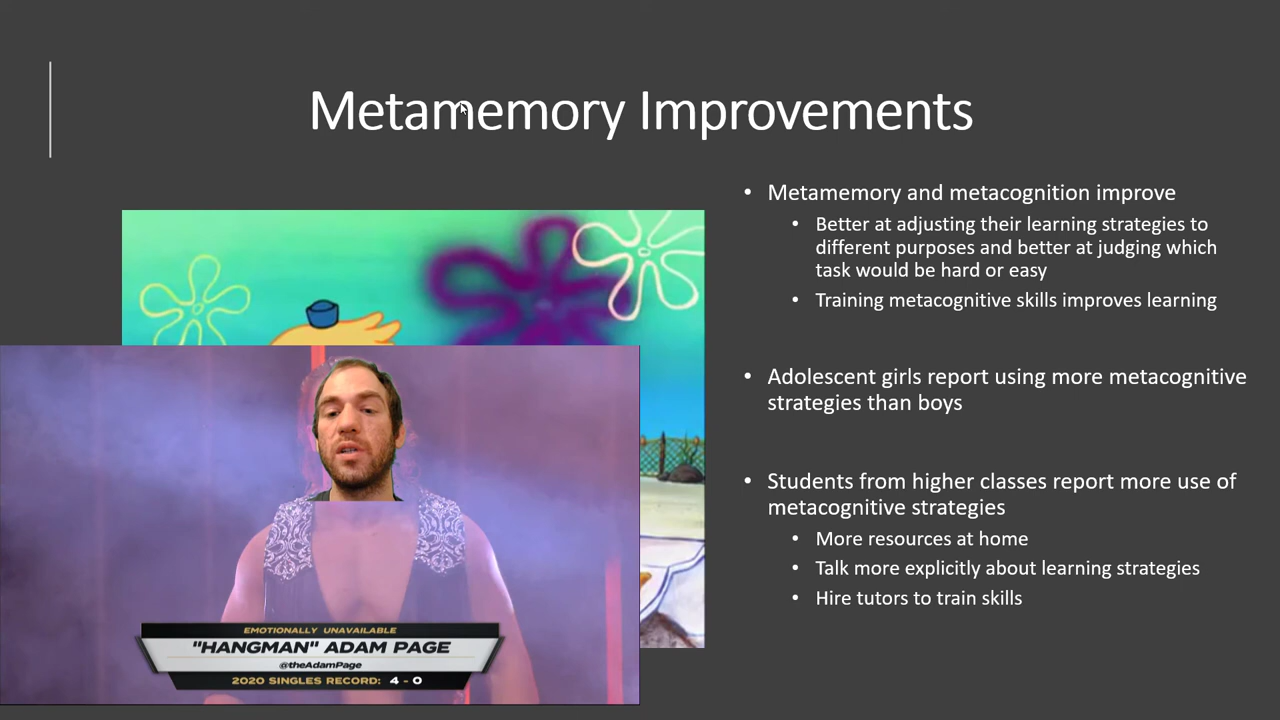 Metamemory Improvements
• Metamemory and metacognition improve
• Better at adjusting their learning strategies to
different purposes and better at judging which
task would be hard or easy
• Training metacognitive skills improves learning
• Adolescent girls report using more metacognitive
strategies than boys
• Students from higher classes report more use of
metacognitive strategies
• More resources at home
• Talk more explicitly about learning strategies
• Hire tutors to train skills
EMOTIONALLY UNAVAILABLE
"HANGMAN" ADAM PAGE
@theAdamPage
2020 SINGLES RECORD: 4 - 0